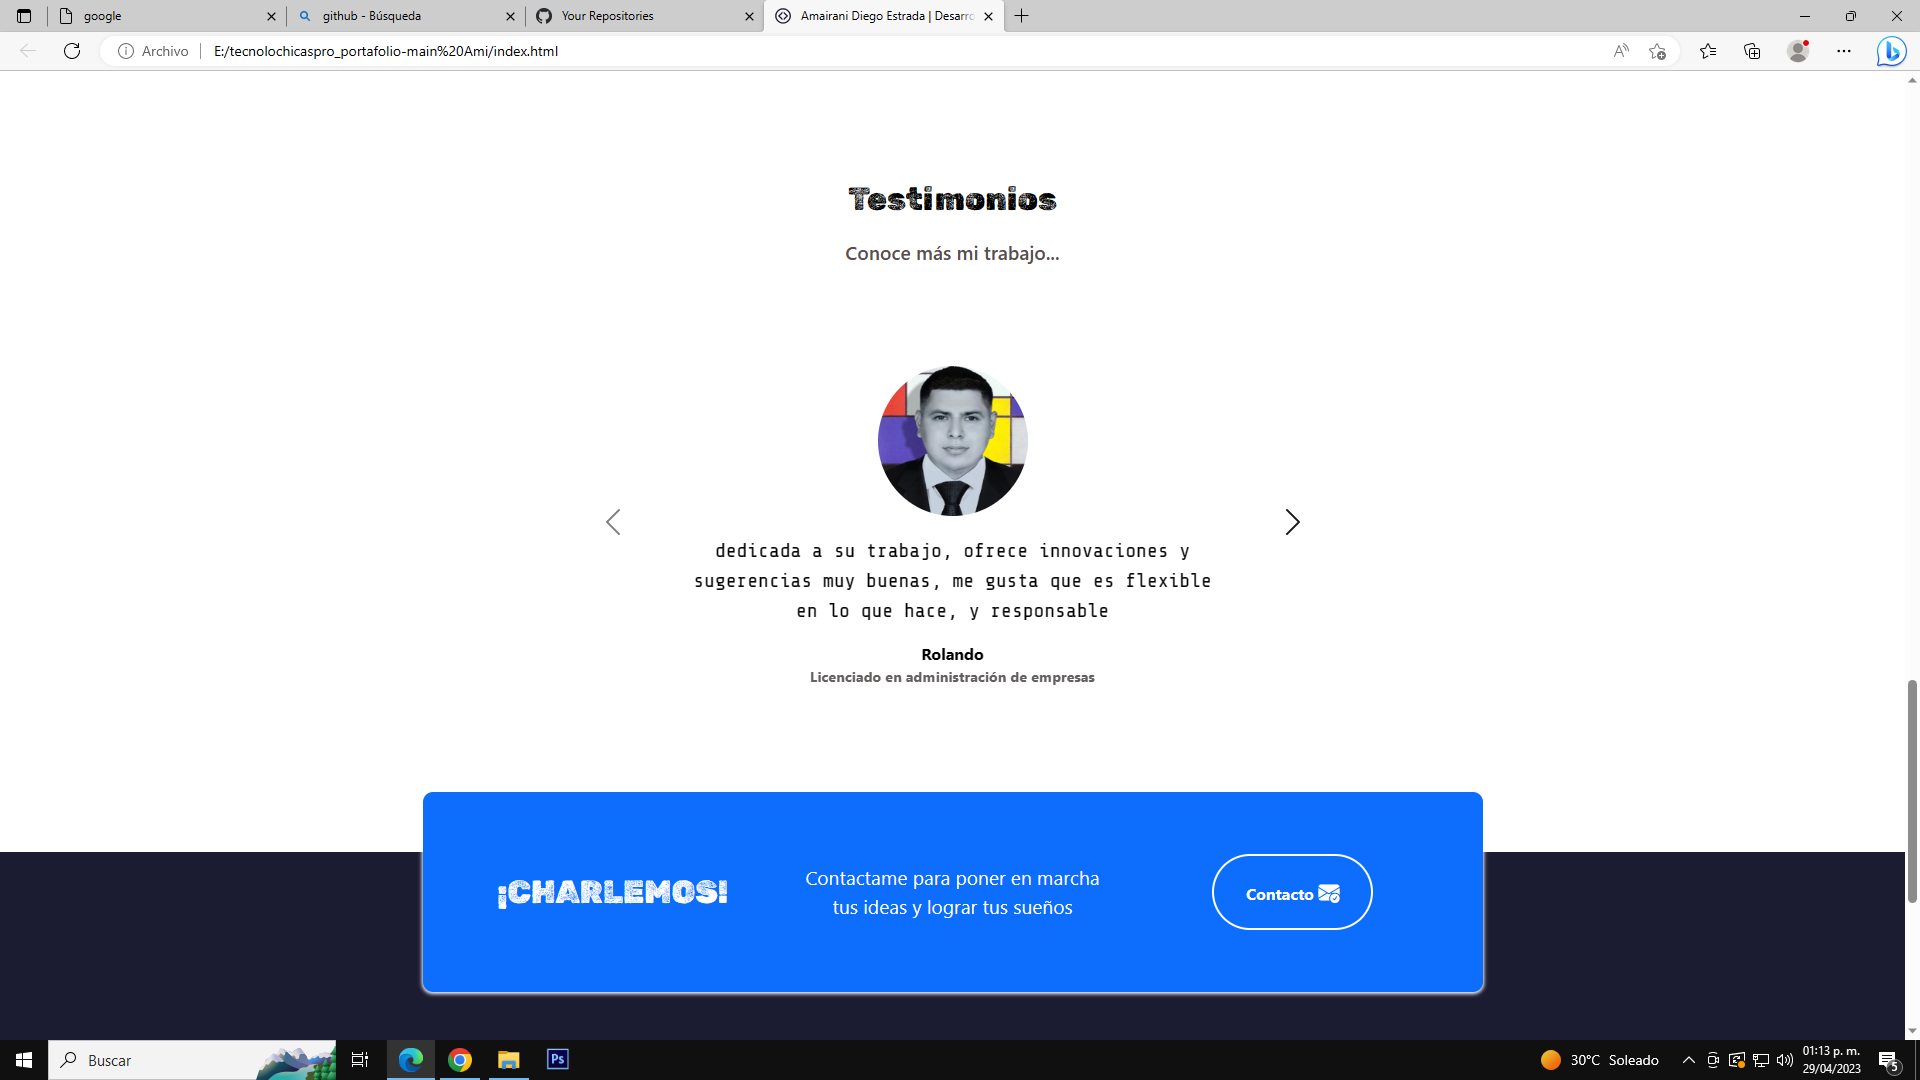 google
github - Búsqueda
Your Repositories
Amairani Diego Estrada | Desarro
Archivo
E:/tecnolochicaspro_portafolio-main%20Ami/index.html
Testimonios
Conoce más mi trabajo...
dedicada a su trabajo, ofrece innovaciones y
sugerencias muy buenas, me gusta que es flexible
en lo que hace, y responsable
Rolando
Licenciado en administración de empresas
¡CHARLEMOS!
Contactame para poner en marcha
tus ideas y lograr tus sueños
Contacto
Buscar
Ps
30°C Soleado
01:13 p. m.
29/04/2023
5